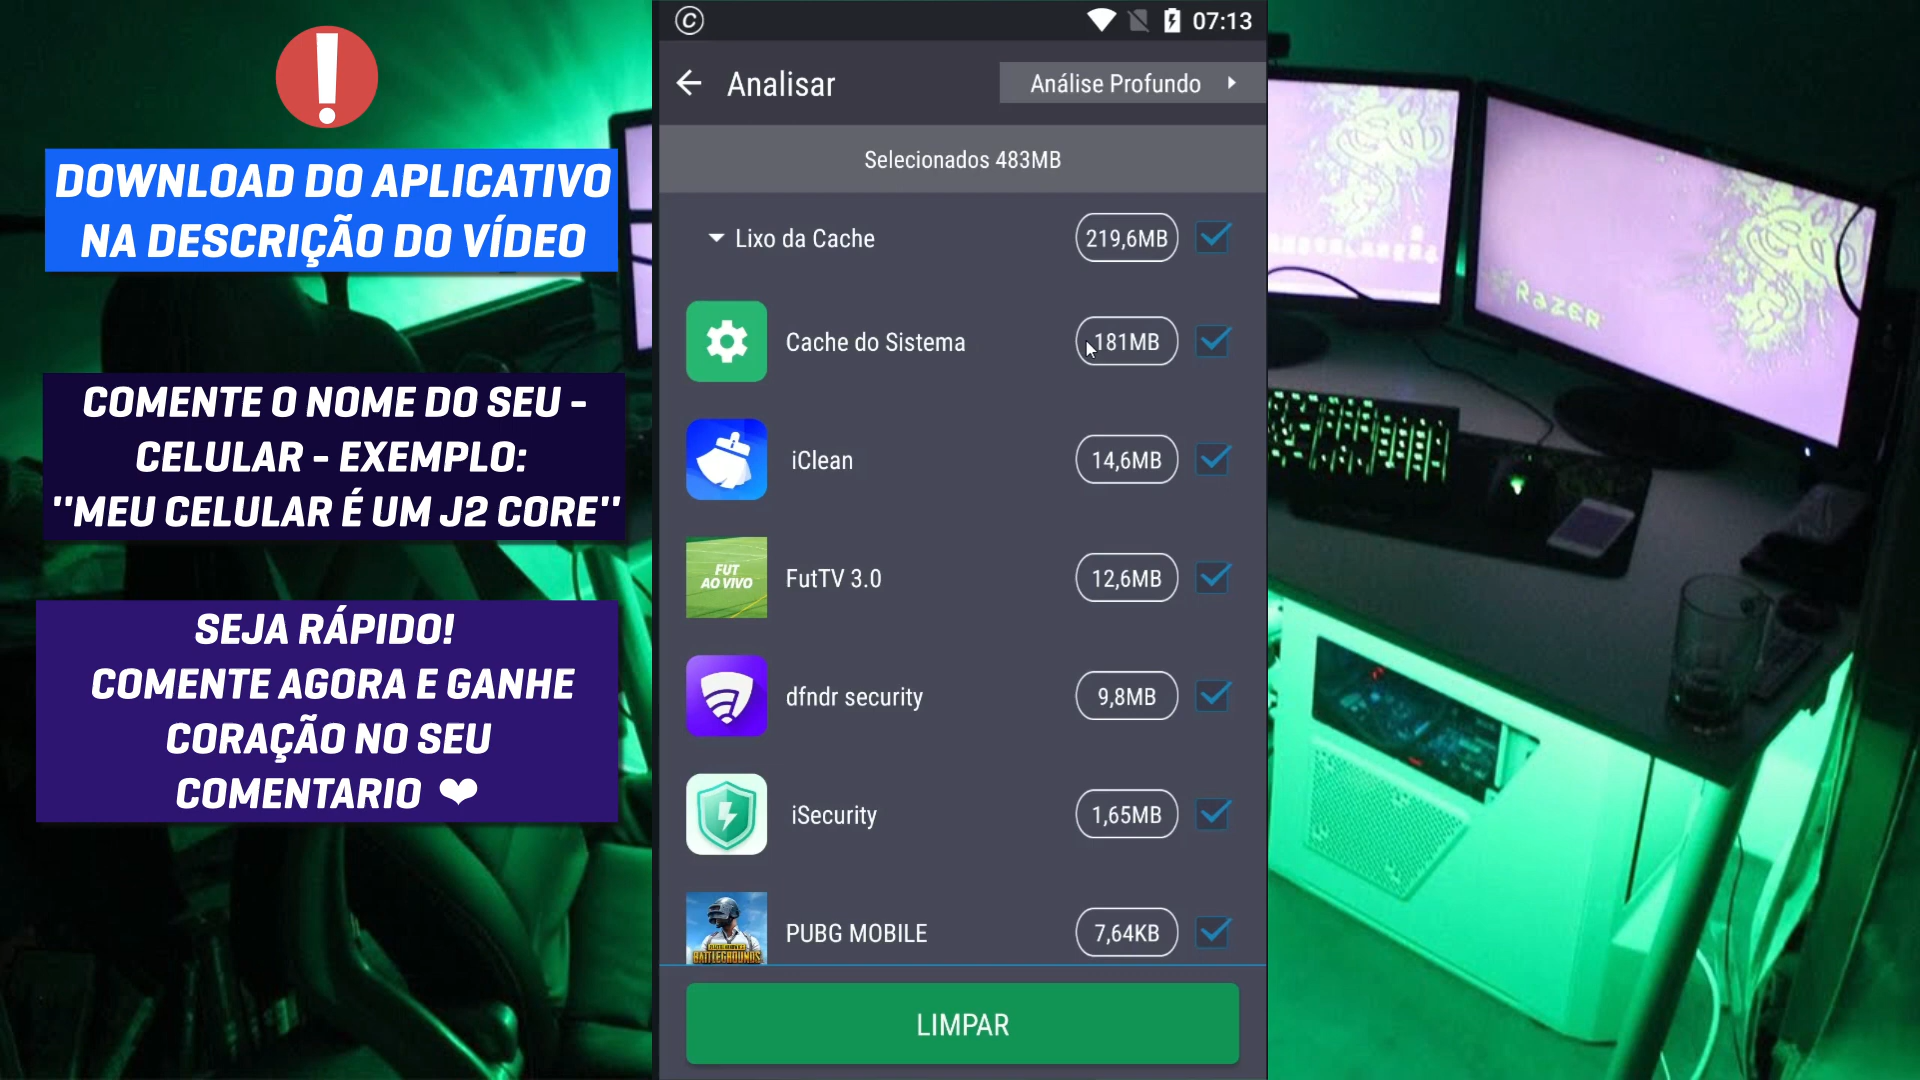 DOWNLOAD DO APLICATIVO
NA DESCRIÇÃO DO VÍDEO
COMENTE O NOME DO SEU -
CELULAR - EXEMPLO:
"MEU CELULAR É UM J2 CORE"
SEJA RÁPIDO!
COMENTE AGORA E GANHE
CORAÇÃO NO SEU
COMENTARIO ❤
07:13
Analisar
Análise Profundo
Selecionados 483MB
Lixo da Cache 219,6MB
Cache do Sistema 181MB
iClean 14,6MB
FUT
AO VIVO
FutTV 3.0 12,6MB
dfndr security 9,8MB
iSecurity 1,65MB
PUBG MOBILE 7,64KB
BATTLEGROUNDS
LIMPAR
RAZER